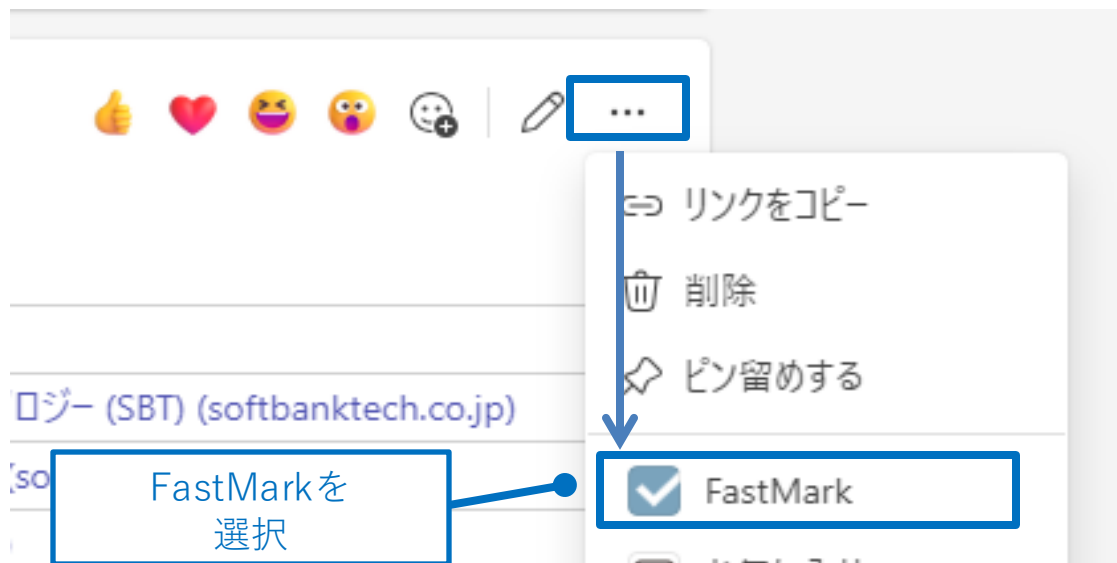 …
リンクをコピー
削除
ピン留めする
ロジー (SBT) (softbanktech.co.jp)
(so
FastMarkを
選択
FastMark